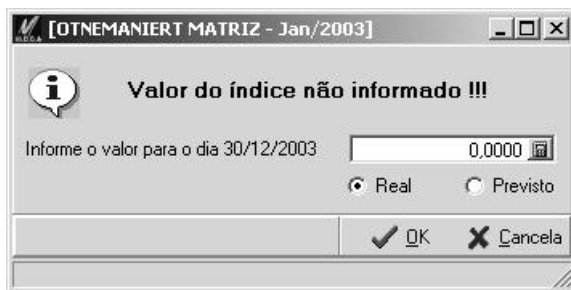 [OTNEMANIERT MATRIZ - Jan/2003]
Valor do índice não informado !!!
Informe o valor para o dia 30/12/2003 0,0000
Real Previsto
OK Cancela